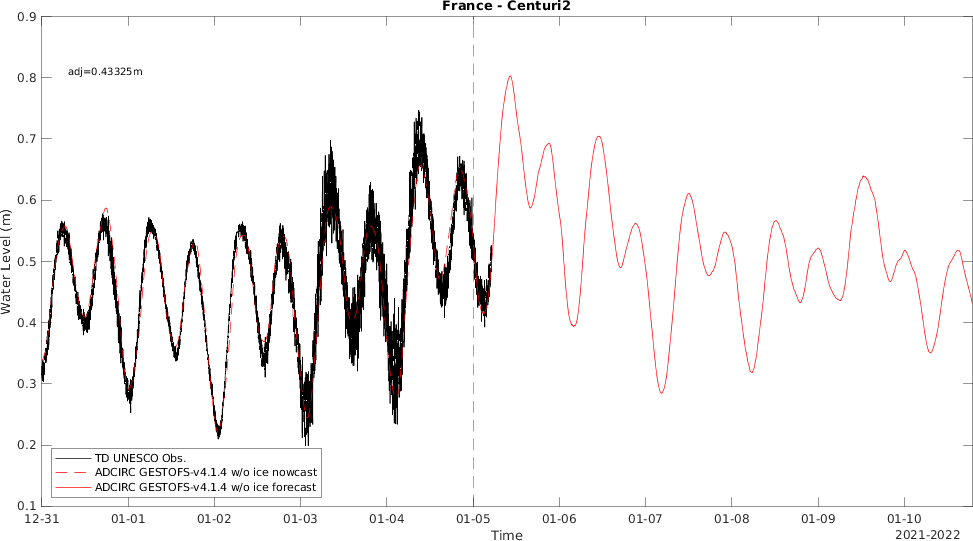 France - Centuri2
0.9
0.8
0.7
0.6
0.5
0.4
0.3
0.2
0.1
Water Level (m)
adj=0.43325m
TD UNESCO Obs.
ADCIRC GESTOFS-v4.1.4 w/o ice nowcast
ADCIRC GESTOFS-v4.1.4 w/o ice forecast
12-31 01-01 01-02 01-03 01-04 01-05 01-06 01-07 01-08 01-09 01-10
Time
2021-2022